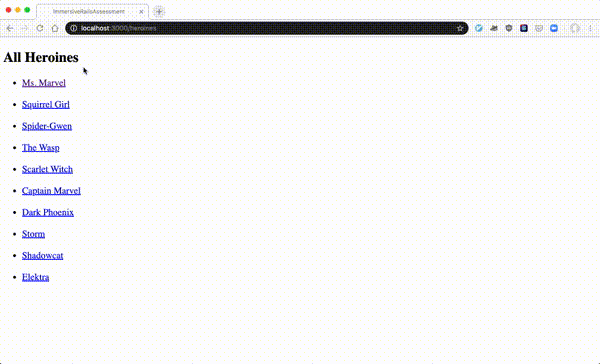 ImmersiveRailsAssessment
localhost:3000/heroines
All Heroines
Ms. Marvel
Squirrel Girl
Spider-Gwen
The Wasp
Scarlet Witch
Captain Marvel
Dark Phoenix
Storm
Shadowcat
Elektra